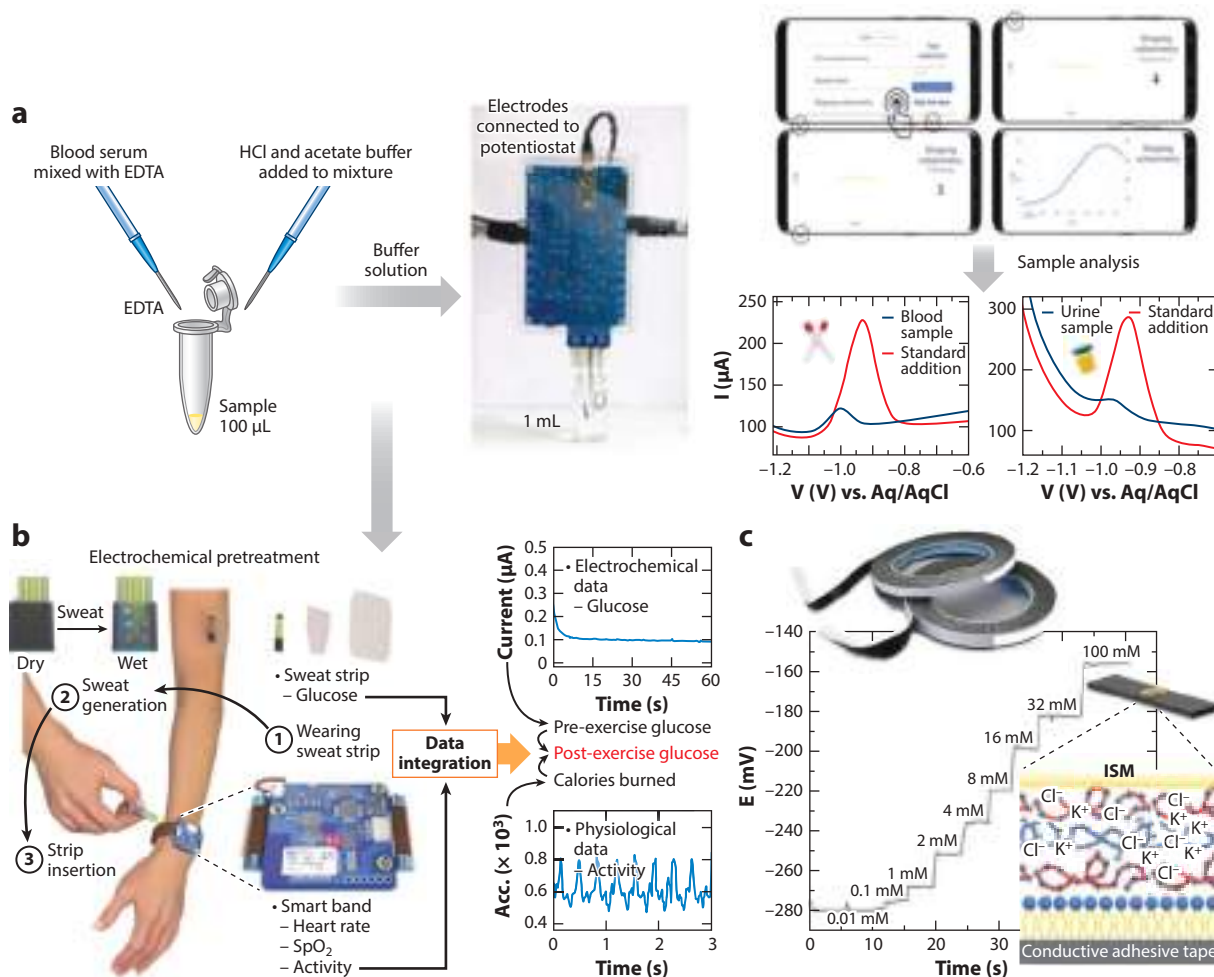 a
Blood serum
mixed with EDTA
HCl and acetate buffer
added to mixture
EDTA
Sample
100 µL
Buffer
solution
Electrodes
connected to
potentiostat
1 mL
Sample analysis
I (µA)
250
200
150
100
Blood
sample
Standard
addition
−1.2
−1.0
−0.8
−0.6
V (V) vs. Aq/AqCl
300
200
100
Urine
sample
Standard
addition
−1.2
−1.1
−1.0
−0.9
−0.8
V (V) vs. Aq/AqCl
b
Electrochemical pretreatment
Sweat
Dry
Wet
2
Sweat
generation
1
Wearing
sweat strip
3
Strip
insertion
• Sweat strip
– Glucose
Data
integration
• Smart band
– Heart rate
– SpO₂
– Activity
Current (µA)
0.5
0.4
0.3
0.2
0.1
0
• Electrochemical
data
– Glucose
0
15
30
45
60
Time (s)
Pre-exercise glucose
Post-exercise glucose
Calories burned
Acc. (× 10³)
1.0
0.8
0.6
0.4
• Physiological
data
– Activity
0
1
2
3
Time (s)
c
E (mV)
−140
−160
−180
−200
−220
−240
−260
−280
0.01 mM
0.1 mM
1 mM
2 mM
4 mM
8 mM
16 mM
32 mM
100 mM
0
10
20
30
Time (s)
ISM
Cl⁻
K⁺
Cl⁻
Cl⁻
K⁺
K⁺
Cl⁻
K⁺
Cl⁻
K⁺
Cl⁻
K⁺
Conductive adhesive tape